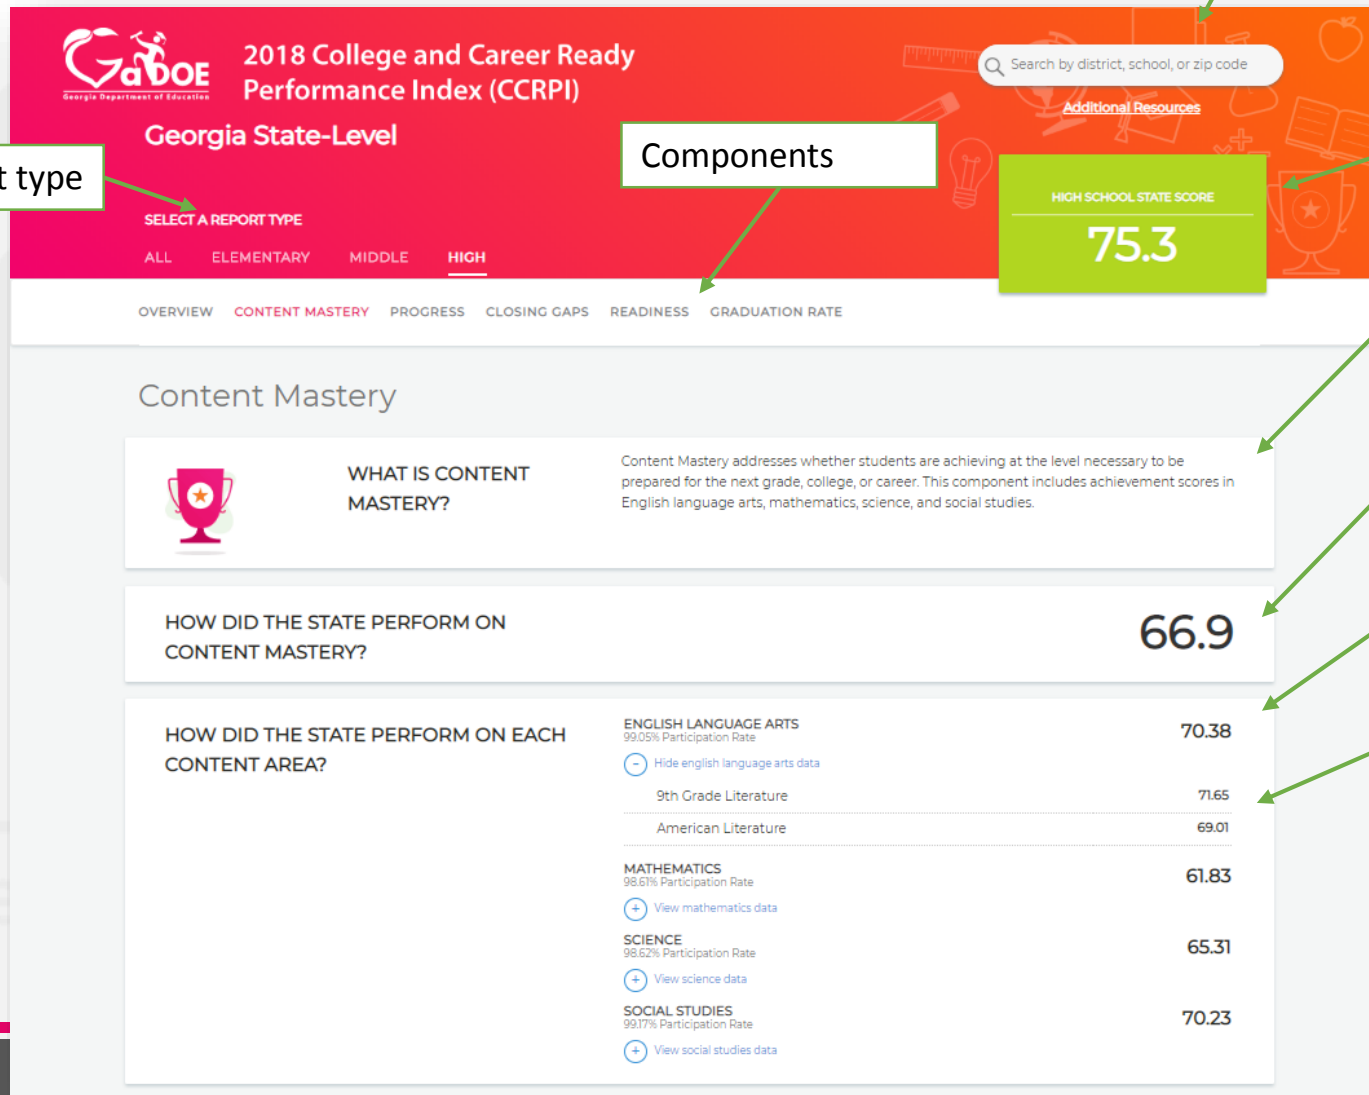 GaDOE
Georgia Department of Education
2018 College and Career Ready
Performance Index (CCRPI)
Georgia State-Level
Search by district, school, or zip code
Additional Resources
t type
Components
HIGH SCHOOL STATE SCORE
75.3
SELECT A REPORT TYPE
ALL ELEMENTARY MIDDLE HIGH
OVERVIEW CONTENT MASTERY PROGRESS CLOSING GAPS READINESS GRADUATION RATE
Content Mastery
WHAT IS CONTENT
MASTERY?
Content Mastery addresses whether students are achieving at the level necessary to be
prepared for the next grade, college, or career. This component includes achievement scores in
English language arts, mathematics, science, and social studies.
HOW DID THE STATE PERFORM ON
CONTENT MASTERY?
66.9
HOW DID THE STATE PERFORM ON EACH
CONTENT AREA?
ENGLISH LANGUAGE ARTS 70.38
99.05% Participation Rate
Hide english language arts data
9th Grade Literature 71.65
American Literature 69.01
MATHEMATICS 61.83
98.61% Participation Rate
View mathematics data
SCIENCE 65.31
98.62% Participation Rate
View science data
SOCIAL STUDIES 70.23
99.17% Participation Rate
View social studies data